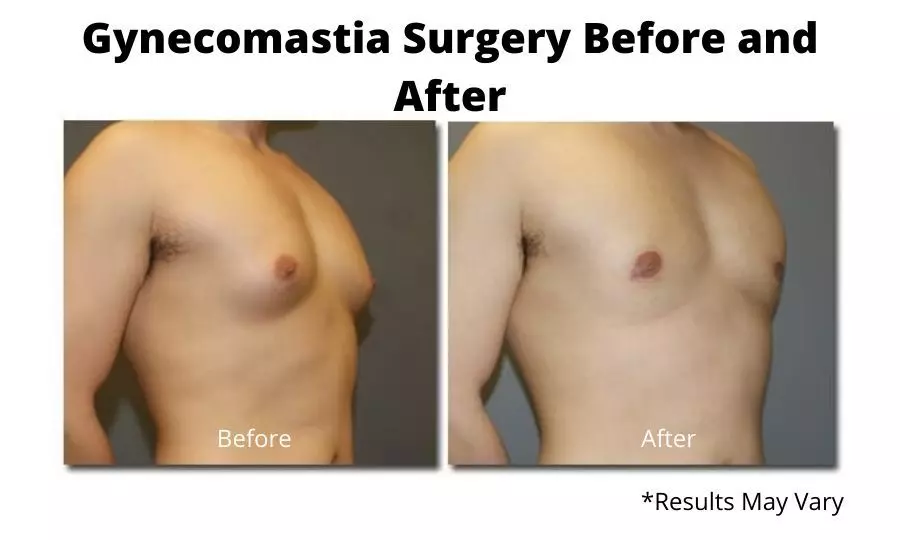 Gynecomastia Surgery Before and
After
Before
After
*Results May Vary